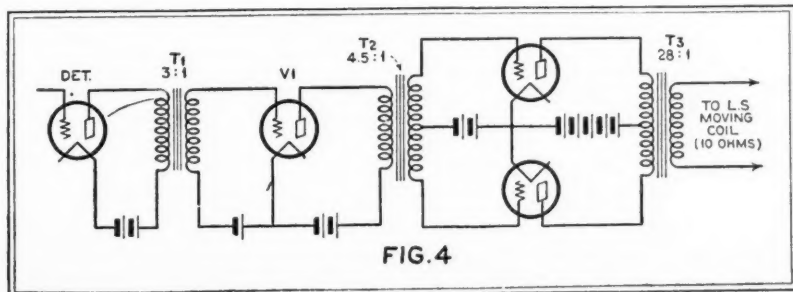 DET.
T1
3:1
V1
T2
4.5:1
T3
28:1
TO L.S
MOVING
COIL
(10 OHMS)
FIG.4